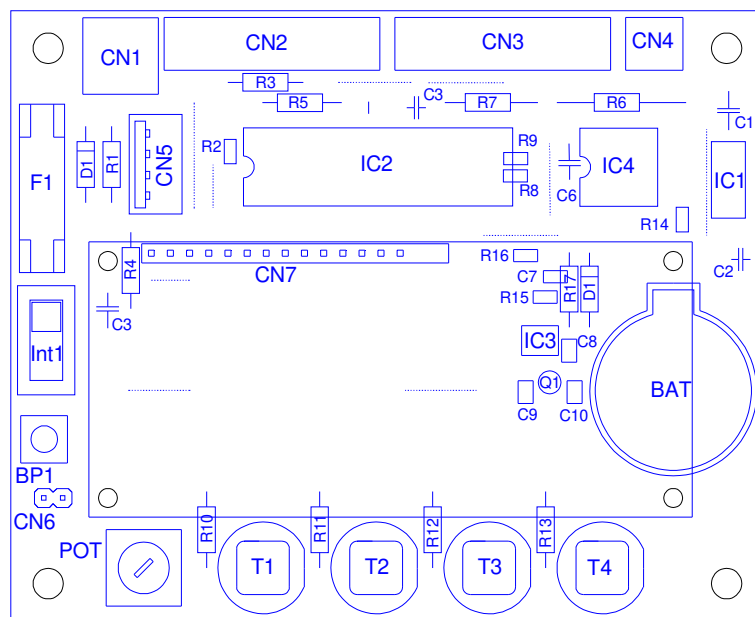 CN1
CN2
CN3
CN4
R3
R5
C3
R7
R6
C1
F1
D1
R1
CN5
R2
IC2
R9
R8
C6
IC4
IC1
R14
R4
CN7
R16
C7
R15
R17
D1
C2
C3
Int1
IC3
C8
Q1
BAT
C9
C10
BP1
CN6
POT
R10
R11
R12
R13
T1
T2
T3
T4